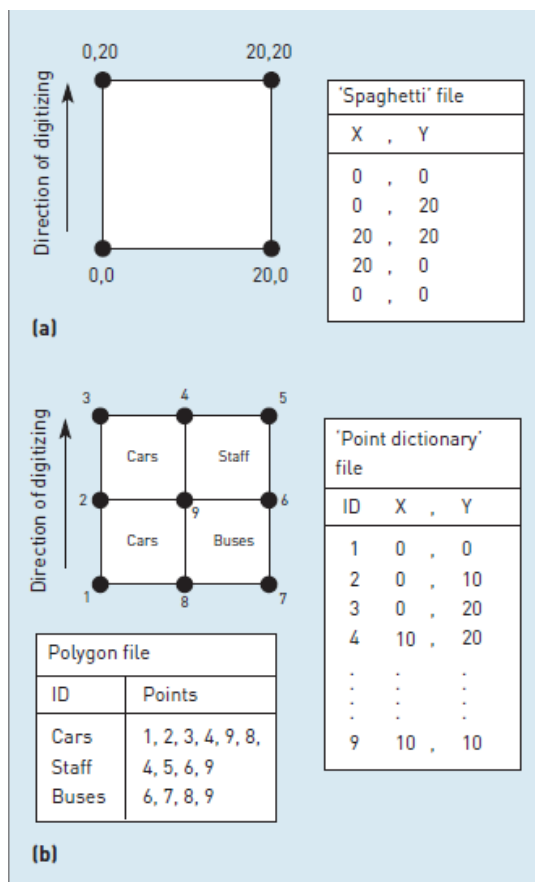 0,20 20,20
Direction of digitizing
0,0 20,0
'Spaghetti' file
X , Y
0 , 0
0 , 20
20 , 20
20 , 0
0 , 0
(a)
3 4 5
Direction of digitizing
Cars Staff
2 9 6
Cars Buses
1 8 7
'Point dictionary'
file
ID X , Y
1 0 , 0
2 0 , 10
3 0 , 20
4 10 , 20
. . .
. . .
. . .
. . .
9 10 , 10
Polygon file
ID Points
Cars 1, 2, 3, 4, 9, 8,
Staff 4, 5, 6, 9
Buses 6, 7, 8, 9
(b)